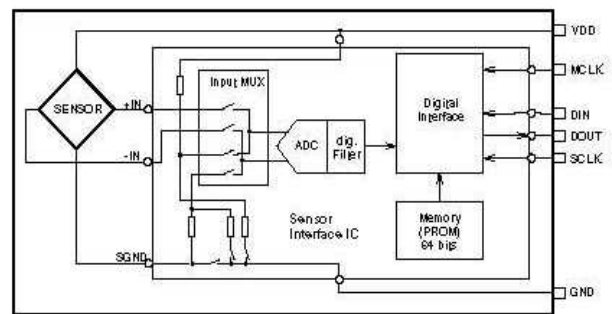 VDD
Input MUX
MCLK
SENSOR
+IN
Digital
Interface
DIN
ADC
dig.
Filter
DOUT
-IN
SCLK
Sensor
Interface IC
Memory
(PROM)
64 bits
SGND
GND